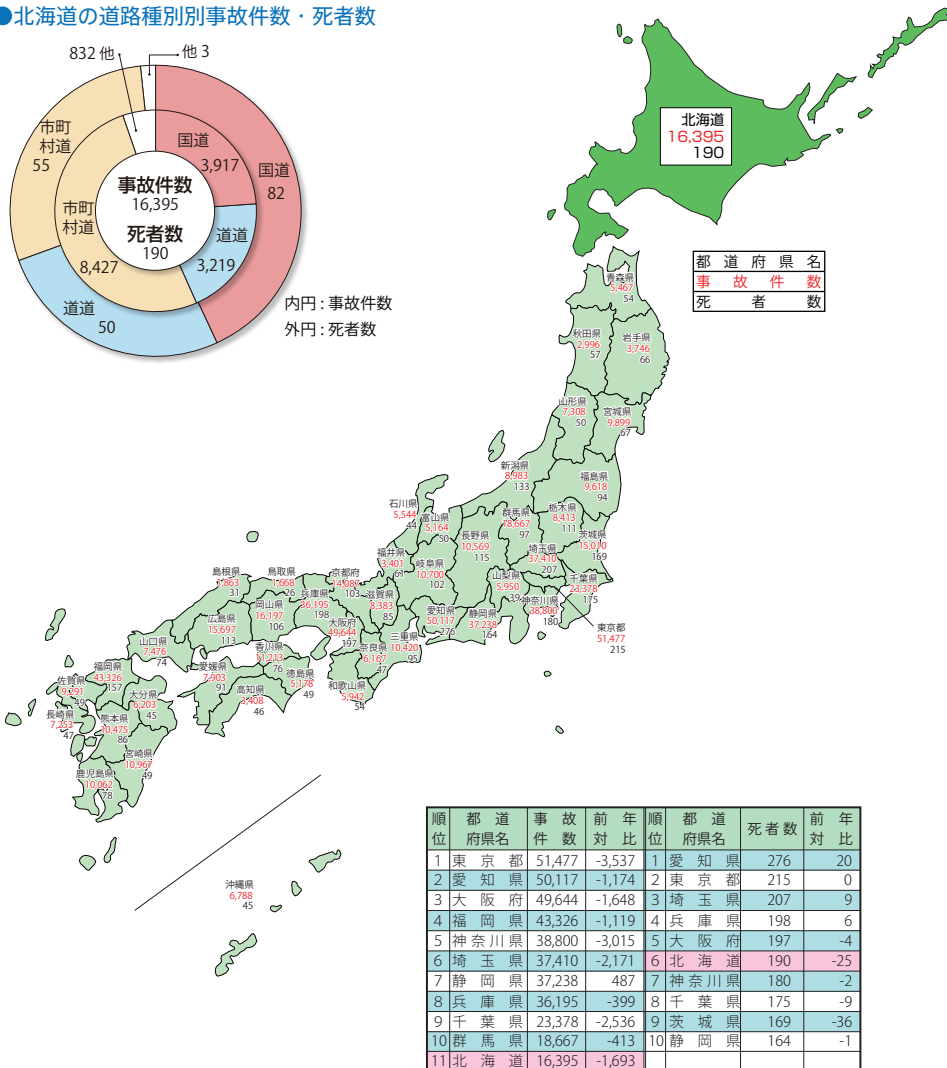 ●北海道の道路種別別事故件数・死者数
832 他
他 3
国道
3,917
国道
82
市町
村道
55
事故件数
16,395
死者数
190
市町
村道
8,427
道道
3,219
道道
50
内円：事故件数
外円：死者数
北海道
16,395
190
都道府県名
事故件数
死者数
青森県
5,467
54
秋田県
2,996
57
岩手県
3,746
66
山形県
7,308
50
宮城県
9,899
67
新潟県
8,983
133
福島県
9,618
94
石川県
5,544
44
富山県
5,164
50
長野県
10,569
115
群馬県
18,667
97
栃木県
8,413
111
茨城県
15,010
169
福井県
3,401
61
岐阜県
10,700
102
山梨県
5,950
39
埼玉県
37,410
207
千葉県
23,378
175
神奈川県
38,800
180
東京都
51,477
215
島根県
1,863
31
鳥取県
1,668
26
京都府
14,087
103
兵庫県
36,195
198
滋賀県
8,383
85
岡山県
16,197
106
広島県
15,697
113
大阪府
49,644
197
愛知県
50,117
276
静岡県
37,238
164
三重県
10,420
95
奈良県
6,167
47
山口県
7,476
74
香川県
11,213
76
徳島県
5,178
49
愛媛県
7,903
91
高知県
3,408
46
和歌山県
5,942
54
福岡県
43,326
157
佐賀県
9,291
49
大分県
6,203
45
長崎県
7,253
47
熊本県
10,475
86
宮崎県
10,967
49
鹿児島県
10,062
78
沖縄県
6,788
45
順位 都道府県名 事故件数 前年対比 順位 都道府県名 死者数 前年対比
1 東京都 51,477 -3,537 1 愛知県 276 20
2 愛知県 50,117 -1,174 2 東京都 215 0
3 大阪府 49,644 -1,648 3 埼玉県 207 9
4 福岡県 43,326 -1,119 4 兵庫県 198 6
5 神奈川県 38,800 -3,015 5 大阪府 197 -4
6 埼玉県 37,410 -2,171 6 北海道 190 -25
7 静岡県 37,238 487 7 神奈川県 180 -2
8 兵庫県 36,195 -399 8 千葉県 175 -9
9 千葉県 23,378 -2,536 9 茨城県 169 -36
10 群馬県 18,667 -413 10 静岡県 164 -1
11 北海道 16,395 -1,693